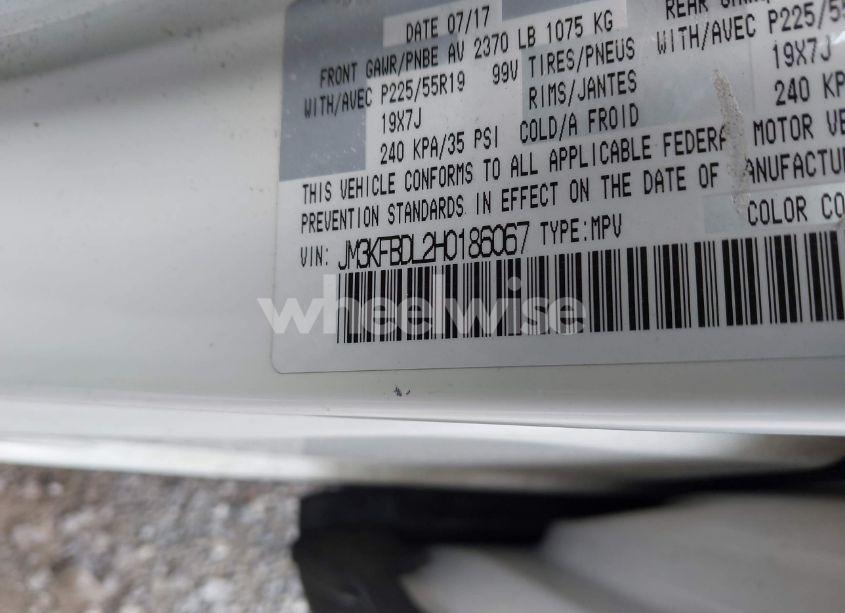 DATE 07/17
FRONT GAWR/PNBE AV 2370 LB 1075 KG
WITH/AVEC P225/55R19 99V TIRES/PNEUS WITH/AVEC P225/55
19X7J RIMS/JANTES 19X7J
240 KPA/35 PSI COLD/A FROID 240 KP
THIS VEHICLE CONFORMS TO ALL APPLICABLE FEDERA MOTOR VE
PREVENTION STANDARDS IN EFFECT ON THE DATE OF MANUFACTU
COLOR CO
VIN: JM3KFBDL2H0186067 TYPE:MPV
wheelwise